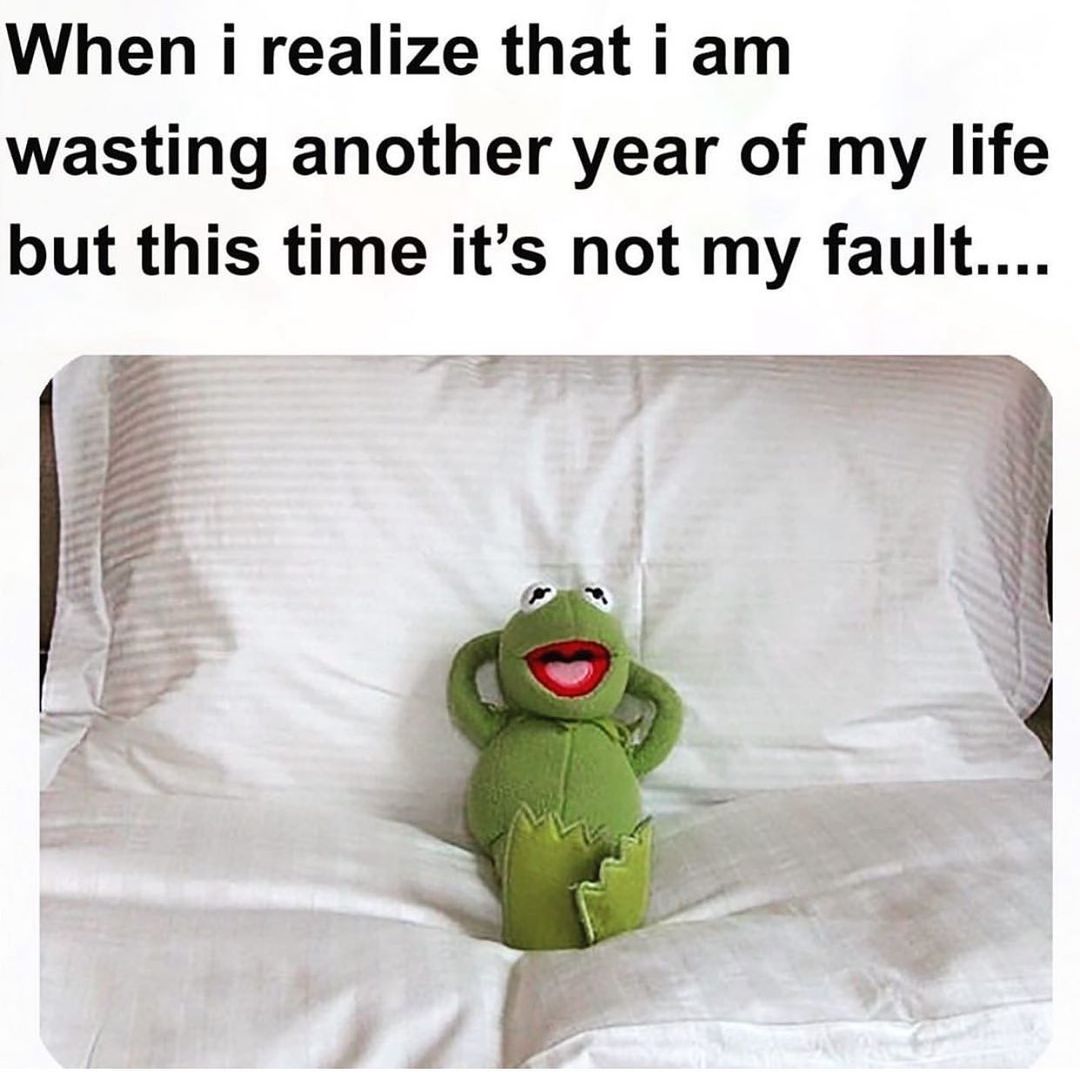 When i realize that i am
wasting another year of my life
but this time it’s not my fault....